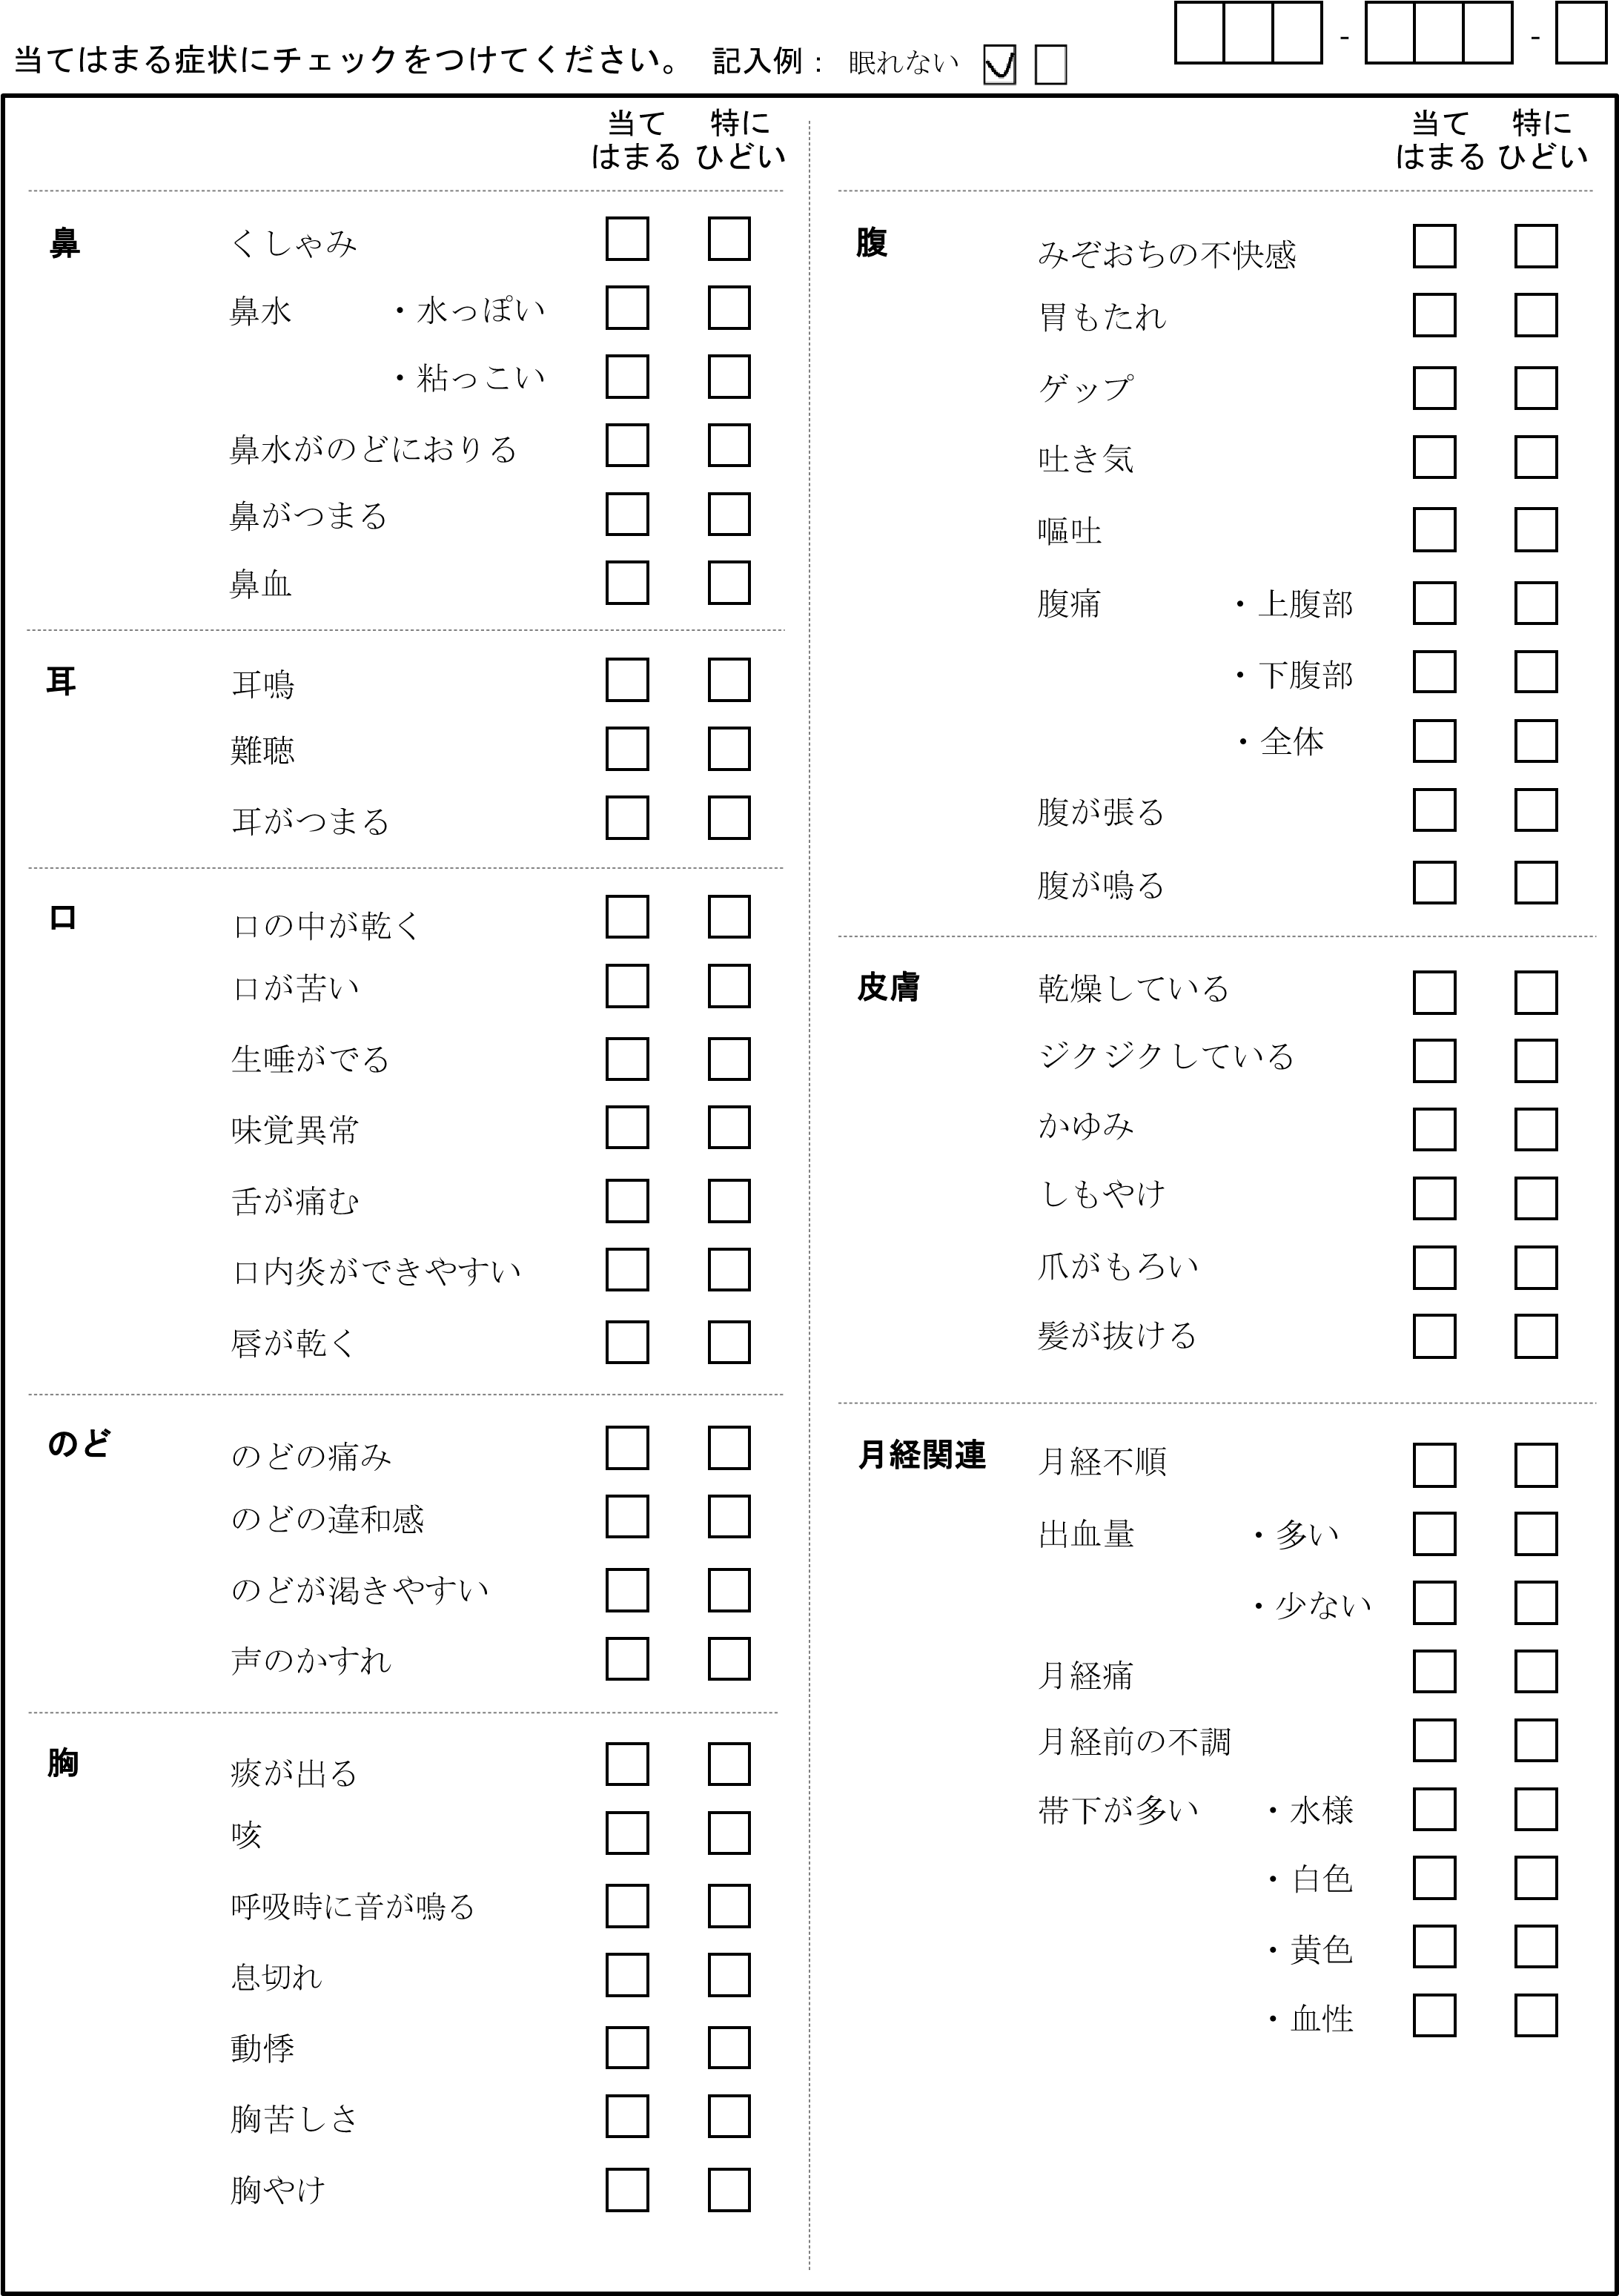 当てはまる症状にチェックをつけてください。 記入例： 眠れない
- -
当て 特に
はまる ひどい
鼻 くしゃみ
鼻水 ・水っぽい
・粘っこい
鼻水がのどにおりる
鼻がつまる
鼻血
耳 耳鳴
難聴
耳がつまる
口 口の中が乾く
口が苦い
生唾がでる
味覚異常
舌が痛む
口内炎ができやすい
唇が乾く
のど のどの痛み
のどの違和感
のどが渇きやすい
声のかすれ
胸 痰が出る
咳
呼吸時に音が鳴る
息切れ
動悸
胸苦しさ
胸やけ
当て 特に
はまる ひどい
腹 みぞおちの不快感
胃もたれ
ゲップ
吐き気
嘔吐
腹痛 ・上腹部
・下腹部
・全体
腹が張る
腹が鳴る
皮膚 乾燥している
ジクジクしている
かゆみ
しもやけ
爪がもろい
髪が抜ける
月経関連 月経不順
出血量 ・多い
・少ない
月経痛
月経前の不調
帯下が多い ・水様
・白色
・黄色
・血性